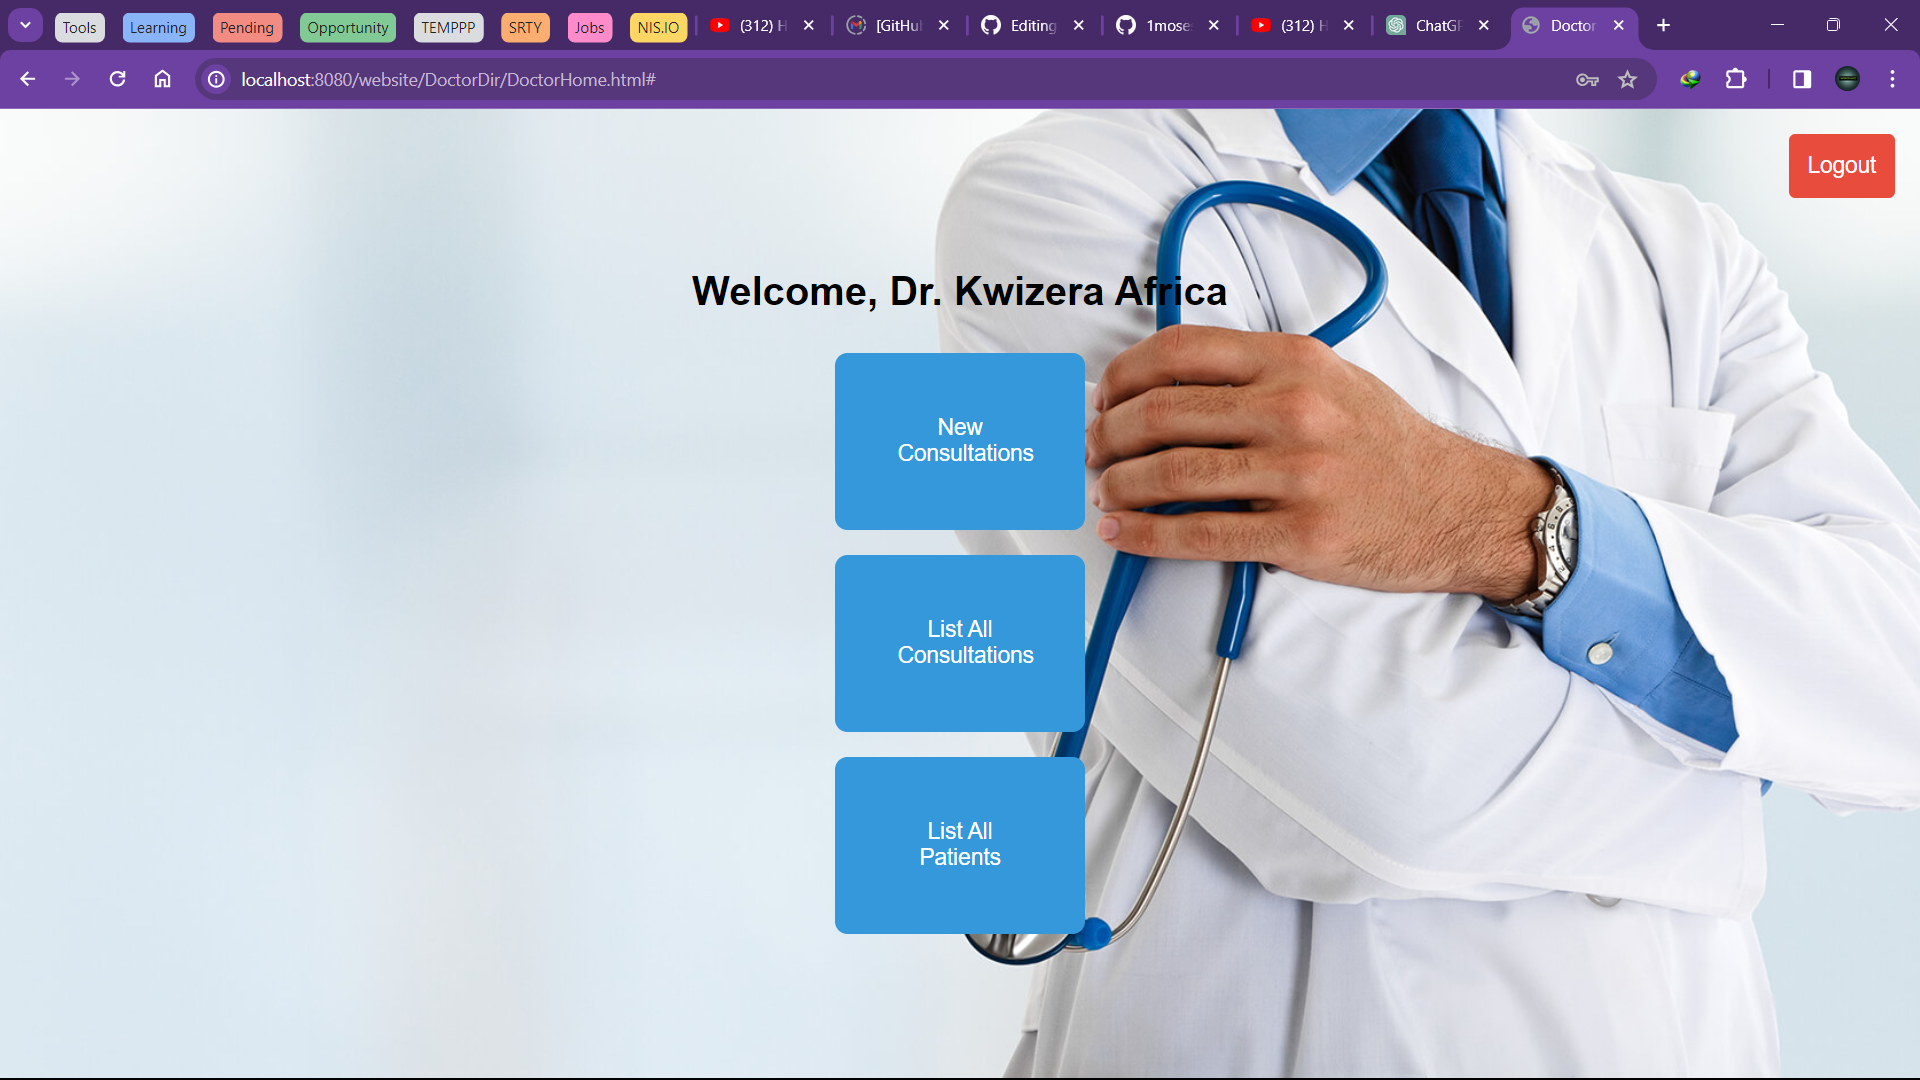 Tools
Learning
Pending
Opportunity
TEMPPP
SRTY
Jobs
NIS.IO
(312) H
[GitHu
Editing
1mose
(312) H
ChatGP
Doctor
localhost:8080/website/DoctorDir/DoctorHome.html#
Logout
Welcome, Dr. Kwizera Africa
New
Consultations
List All
Consultations
List All
Patients